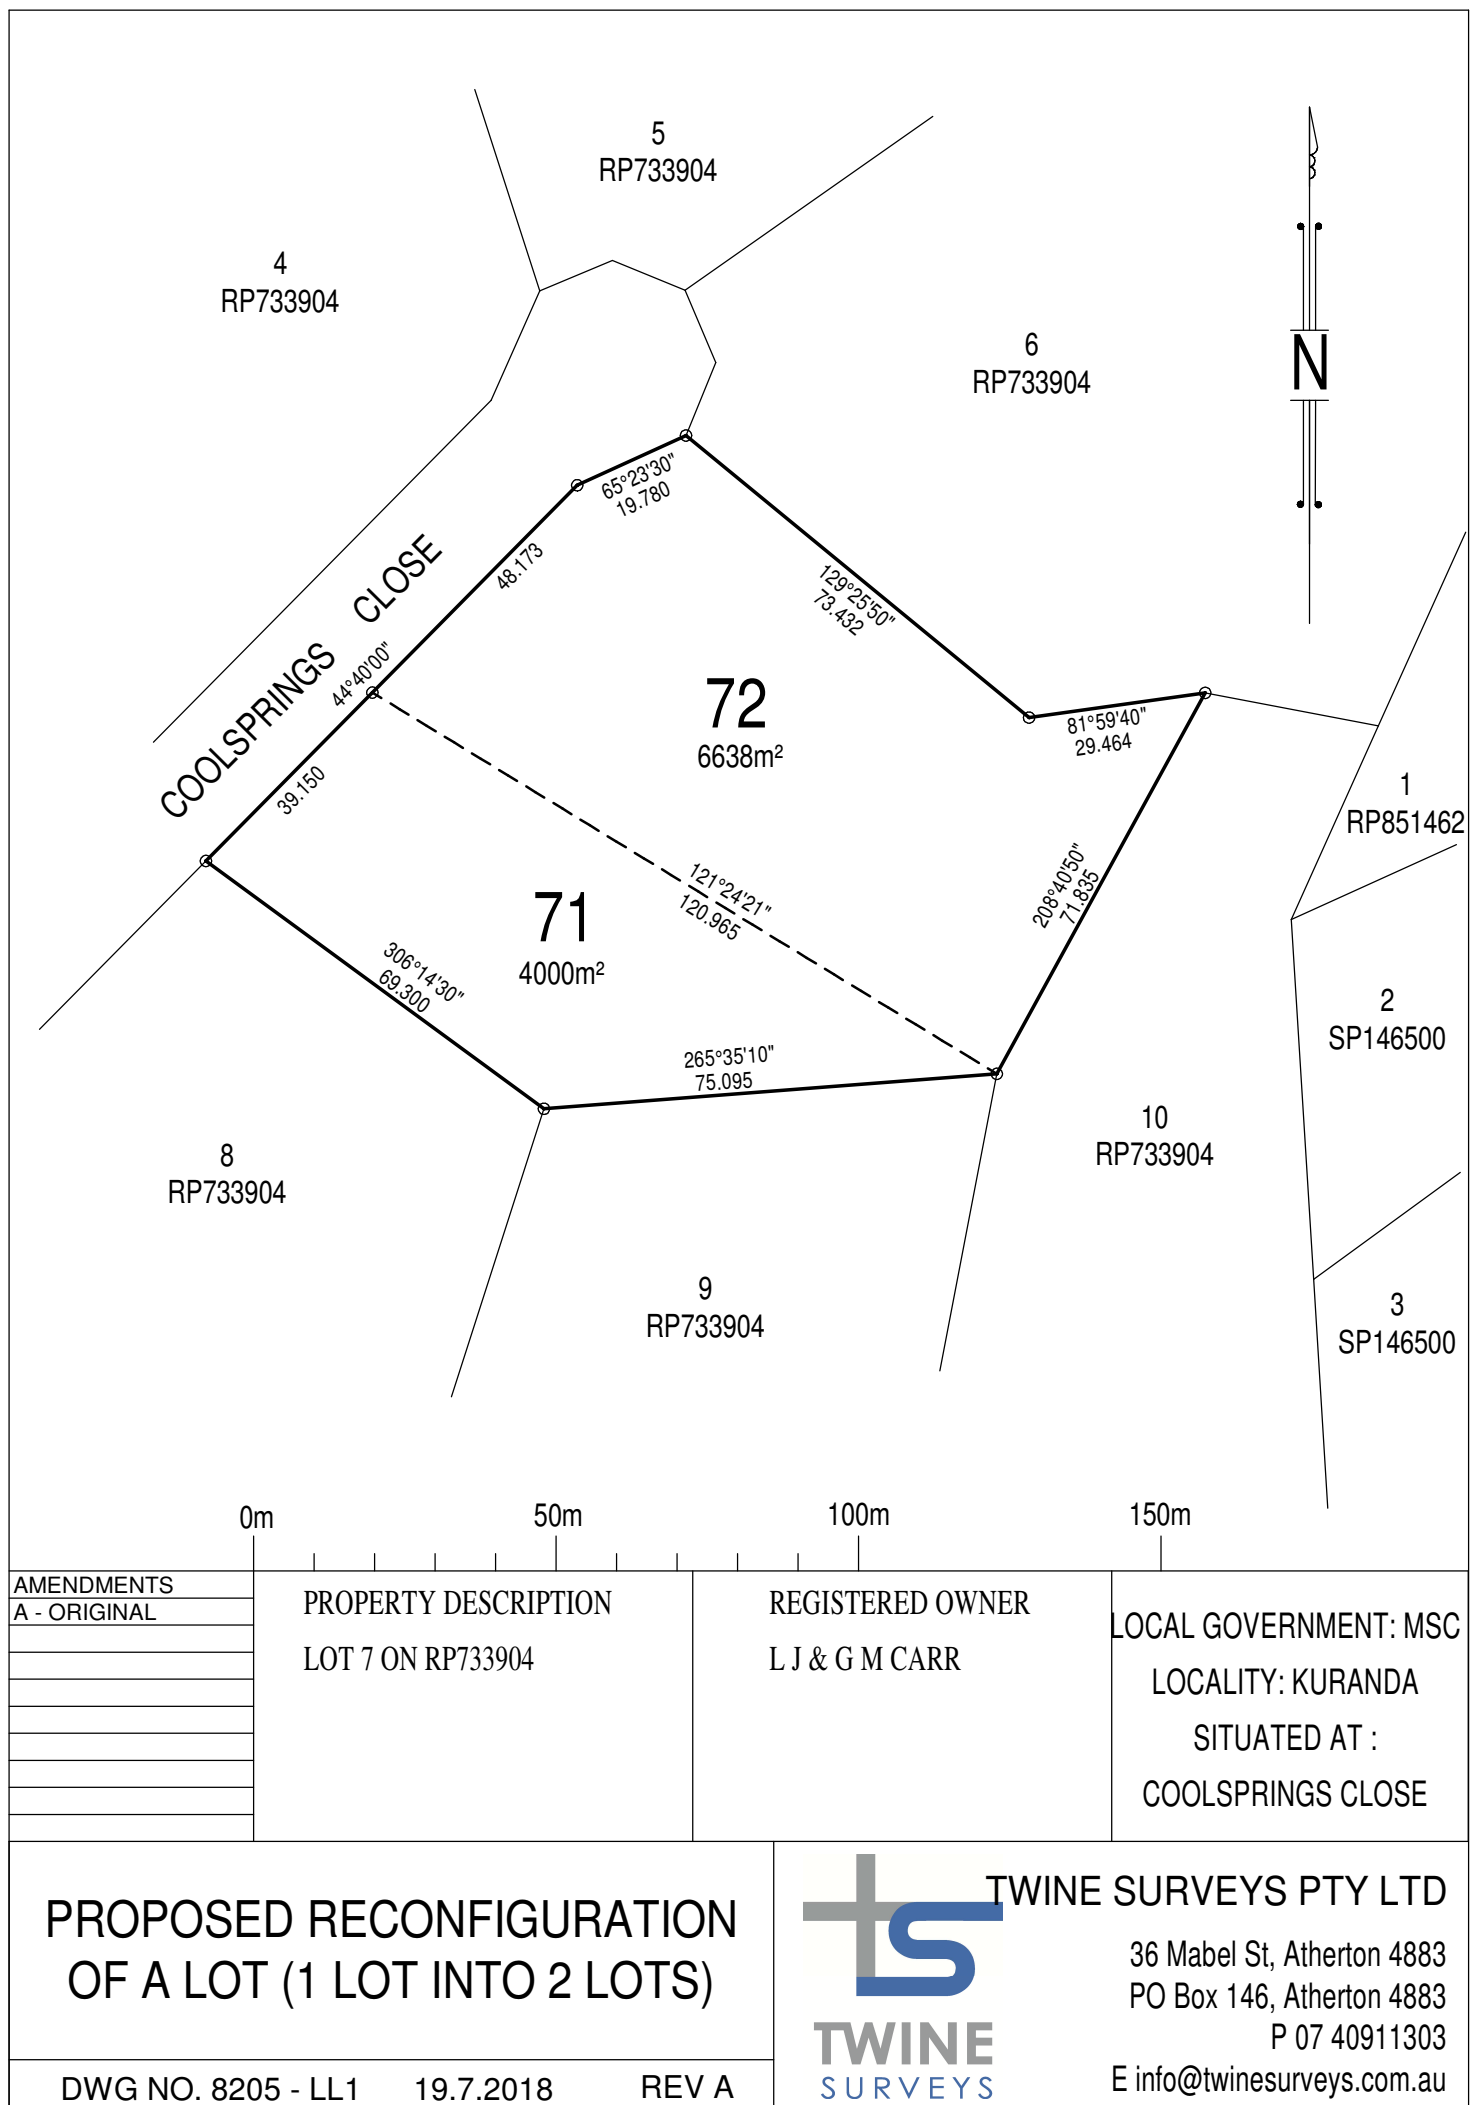 5
RP733904
4
RP733904
6
RP733904
N
65°23'30"
19.780
48.173
129°25'50"
73.432
COOLSPRINGS CLOSE
44°40'00"
72
6638m²
81°59'40"
29.464
39.150
1
RP851462
121°24'21"
120.965
208°40'50"
71.835
71
4000m²
306°14'30"
69.300
2
SP146500
265°35'10"
75.095
10
RP733904
8
RP733904
9
RP733904
3
SP146500
0m 50m 100m 150m
AMENDMENTS
A - ORIGINAL
PROPERTY DESCRIPTION
LOT 7 ON RP733904
REGISTERED OWNER
L J & G M CARR
LOCAL GOVERNMENT: MSC
LOCALITY: KURANDA
SITUATED AT :
COOLSPRINGS CLOSE
PROPOSED RECONFIGURATION
OF A LOT (1 LOT INTO 2 LOTS)
DWG NO. 8205 - LL1 19.7.2018 REV A
ts
TWINE
SURVEYS
TWINE SURVEYS PTY LTD
36 Mabel St, Atherton 4883
PO Box 146, Atherton 4883
P 07 40911303
E info@twinesurveys.com.au